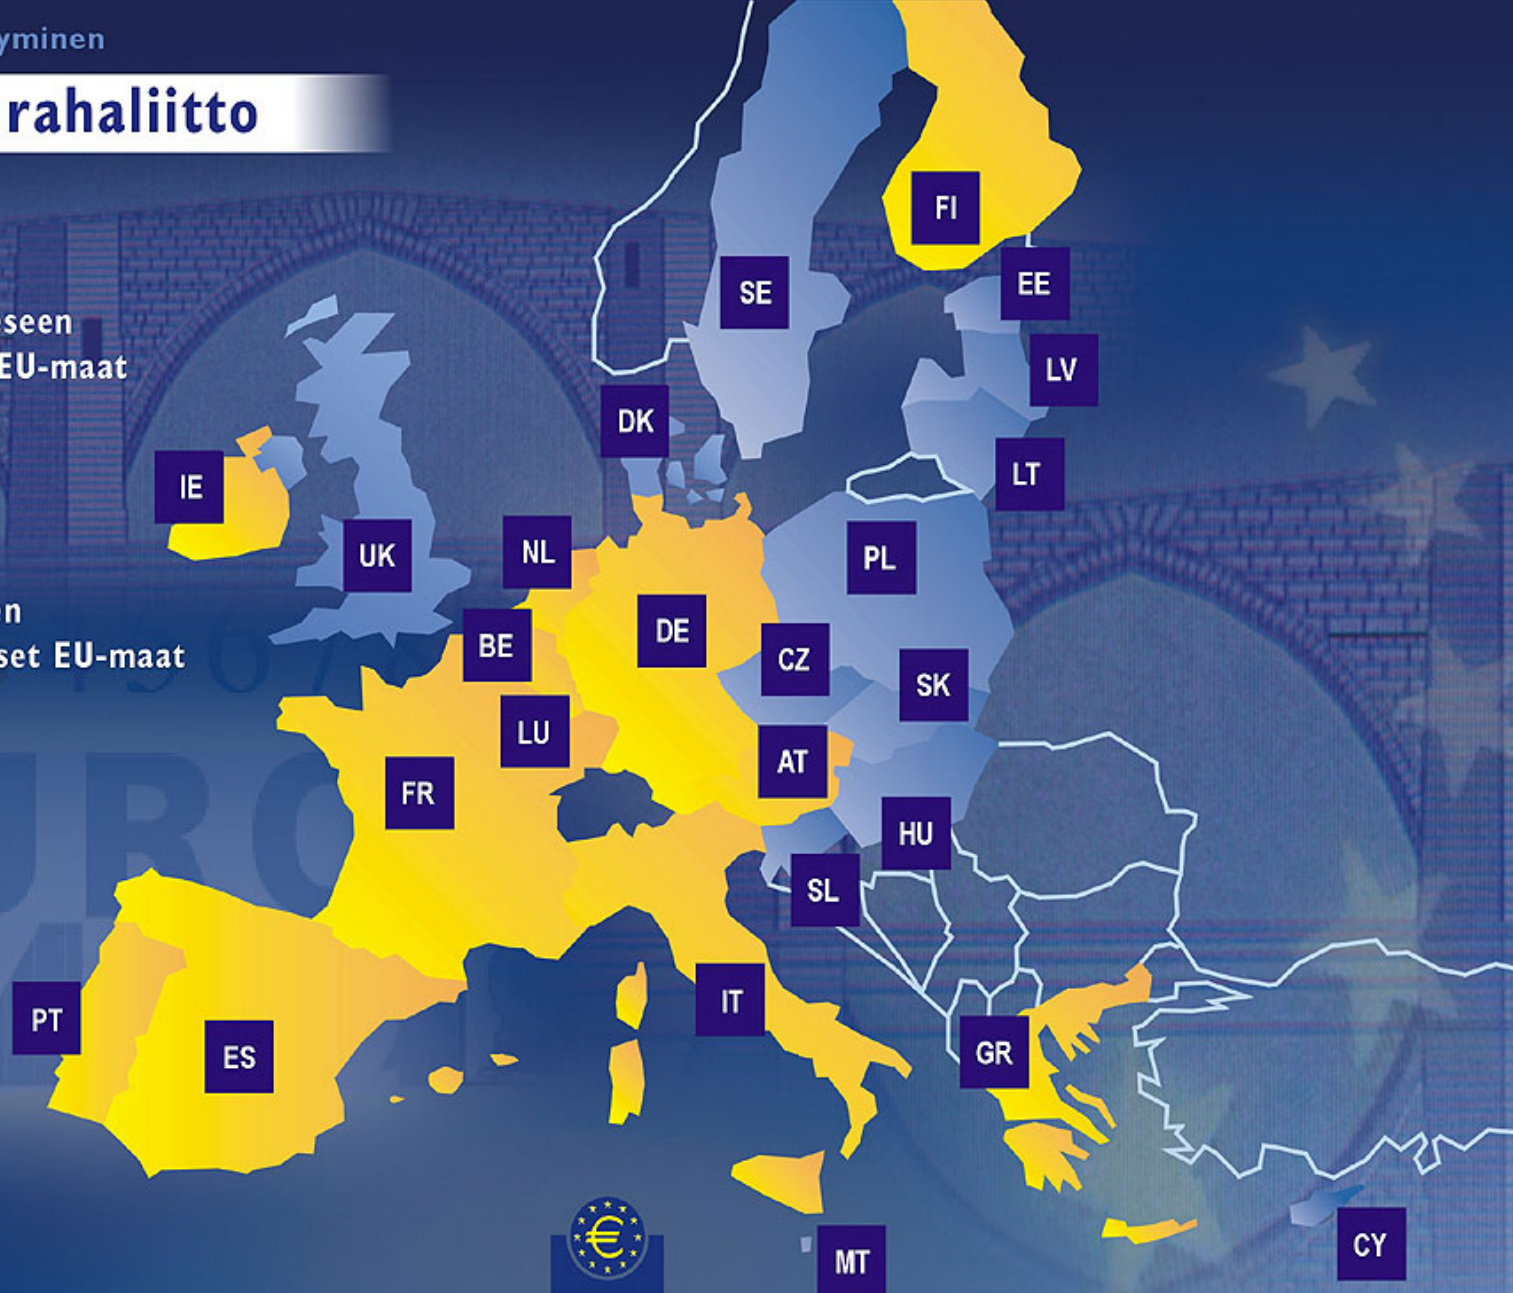 yminen
rahaliitto
FI
EE
SE
seen
EU-maat
LV
DK
LT
IE
UK
NL
PL
en
BE
DE
set EU-maat
CZ
SK
LU
AT
FR
HU
SL
PT
IT
ES
GR
€
MT
CY